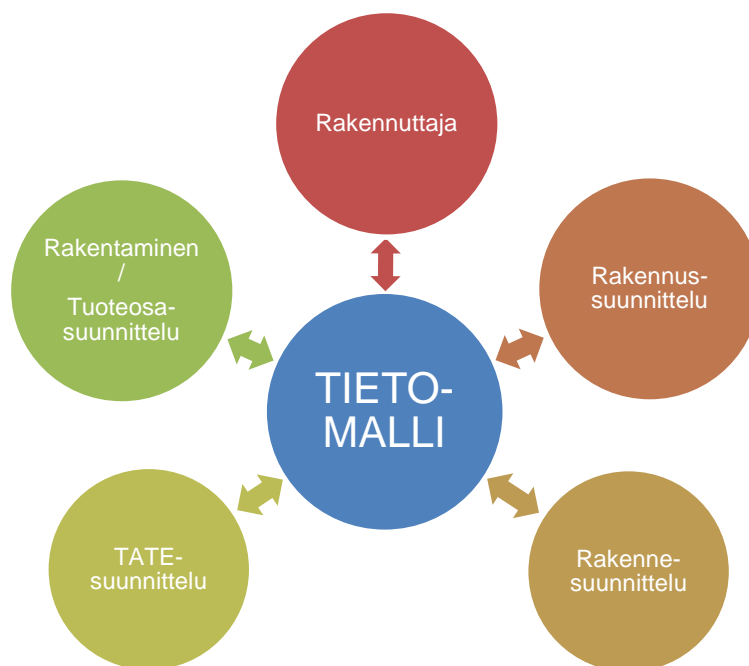 Rakennuttaja
Rakentaminen
/
Tuoteosa-
suunnittelu
Rakennus-
suunnittelu
TIETO-
MALLI
TATE-
suunnittelu
Rakenne-
suunnittelu